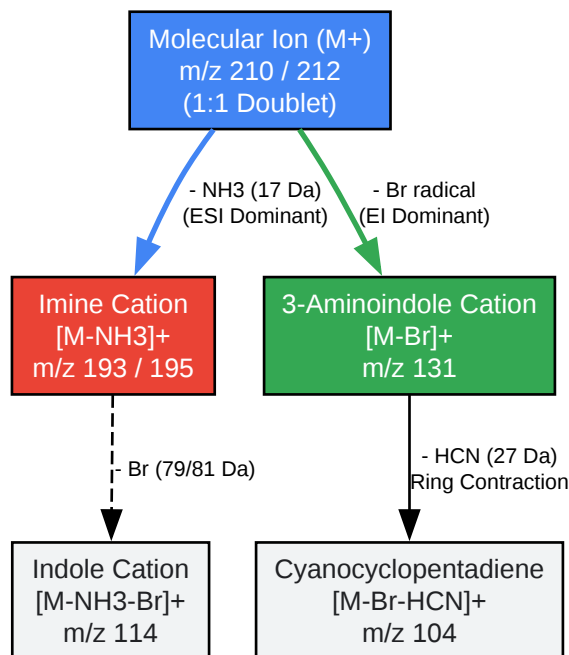 Molecular Ion (M+)
m/z 210 / 212
(1:1 Doublet)
- NH3 (17 Da)
(ESI Dominant)
- Br radical
(EI Dominant)
Imine Cation
[M-NH3]+
m/z 193 / 195
3-Aminoindole Cation
[M-Br]+
m/z 131
- Br (79/81 Da)
- HCN (27 Da)
Ring Contraction
Indole Cation
[M-NH3-Br]+
m/z 114
Cyanocyclopentadiene
[M-Br-HCN]+
m/z 104